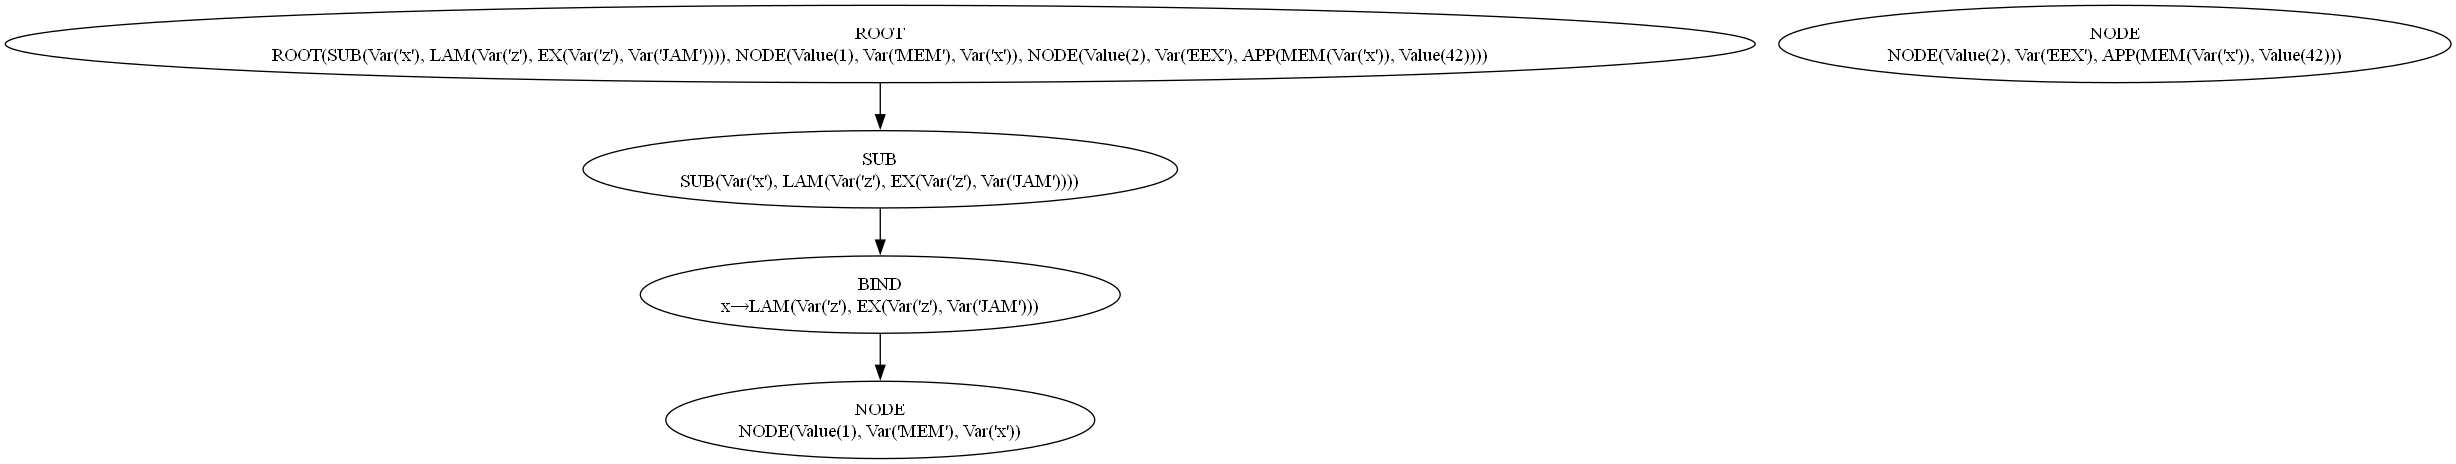 ROOT
ROOT(SUB(Var('x'), LAM(Var('z'), EX(Var('z'), Var('JAM')))), NODE(Value(1), Var('MEM'), Var('x')), NODE(Value(2), Var('EEX'), APP(MEM(Var('x')), Value(42))))
NODE
NODE(Value(2), Var('EEX'), APP(MEM(Var('x')), Value(42)))
SUB
SUB(Var('x'), LAM(Var('z'), EX(Var('z'), Var('JAM'))))
BIND
x→LAM(Var('z'), EX(Var('z'), Var('JAM')))
NODE
NODE(Value(1), Var('MEM'), Var('x'))